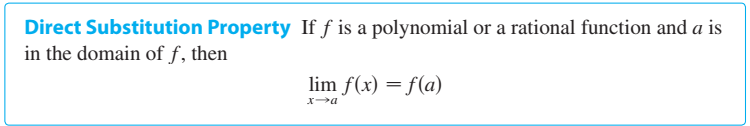 Direct Substitution Property If f is a polynomial or a rational function and a is
in the domain of f, then
lim f(x) = f(a)
x→a